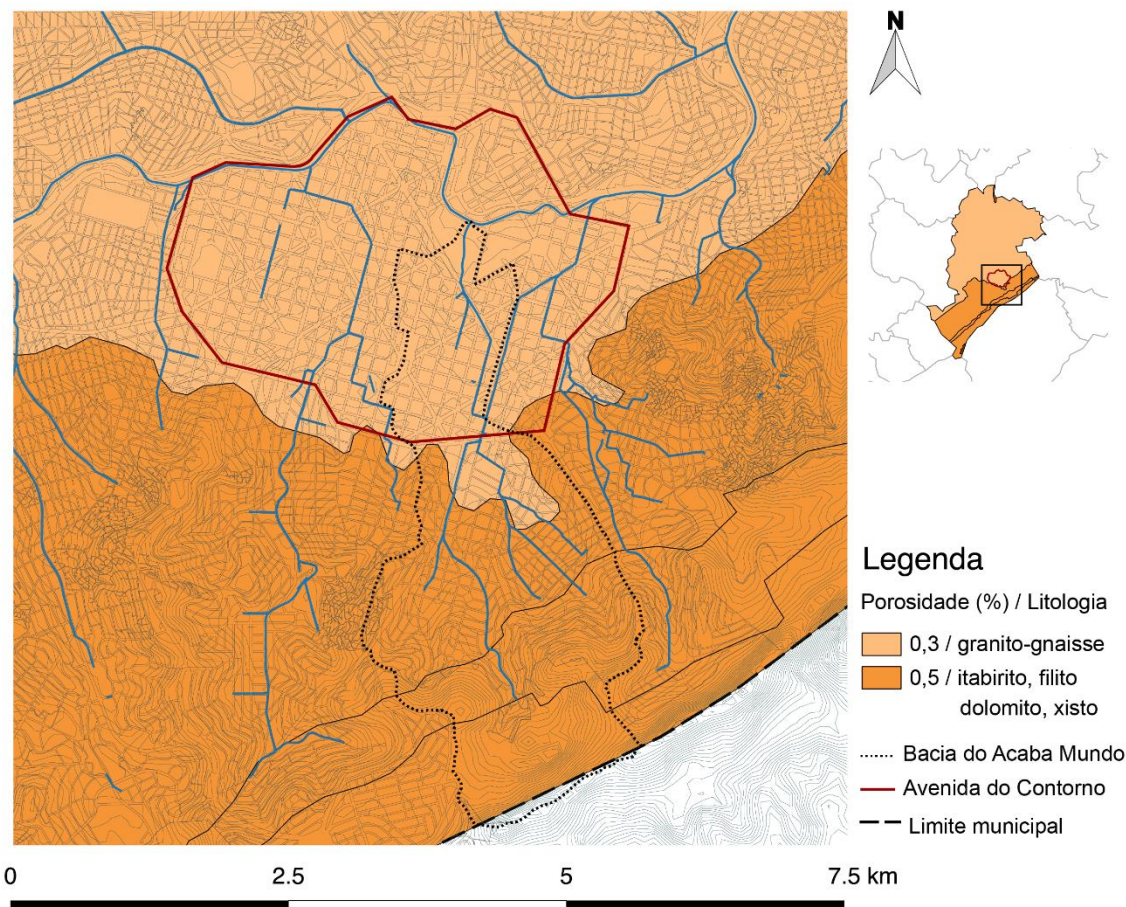 N
Legenda
Porosidade (%) / Litologia
0,3 / granito-gnaisse
0,5 / itabirito, filito
dolomito, xisto
Bacia do Acaba Mundo
Avenida do Contorno
Limite municipal
0 2.5 5 7.5 km